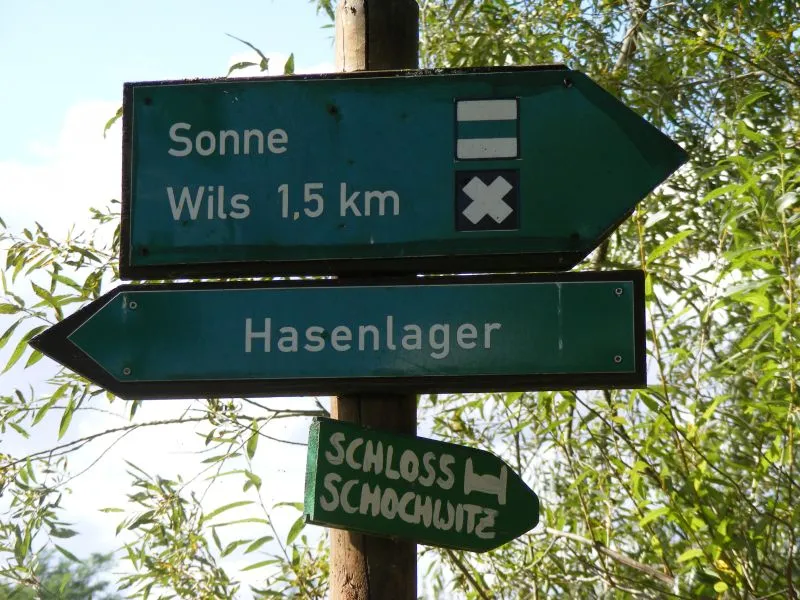 Sonne
Wils 1,5 km
Hasenlager
SCHLOSS
SCHOCHWITZ